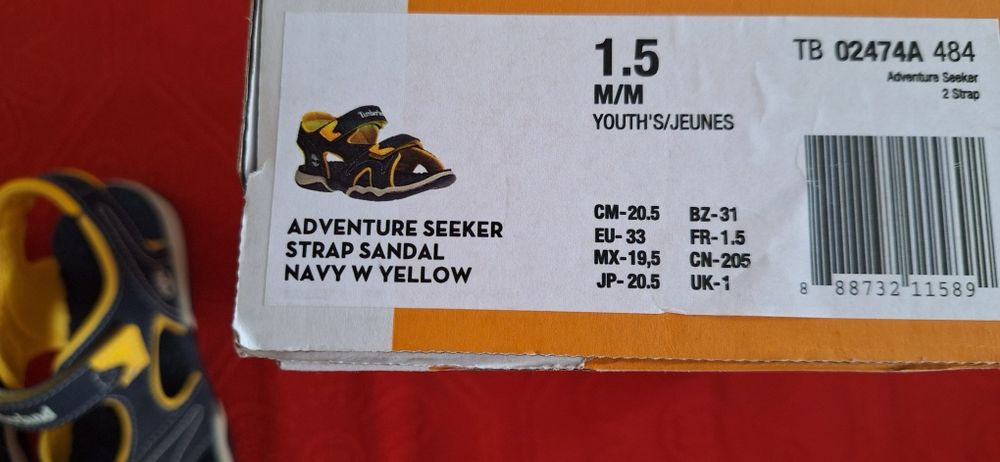 1.5
M/M
YOUTH'S/JEUNES
TB 02474A 484
Adventure Seeker
2 Strap
ADVENTURE SEEKER
STRAP SANDAL
NAVY W YELLOW
CM-20.5 BZ-31
EU-33 FR-1.5
MX-19,5 CN-205
JP-20.5 UK-1
8 88732 11589